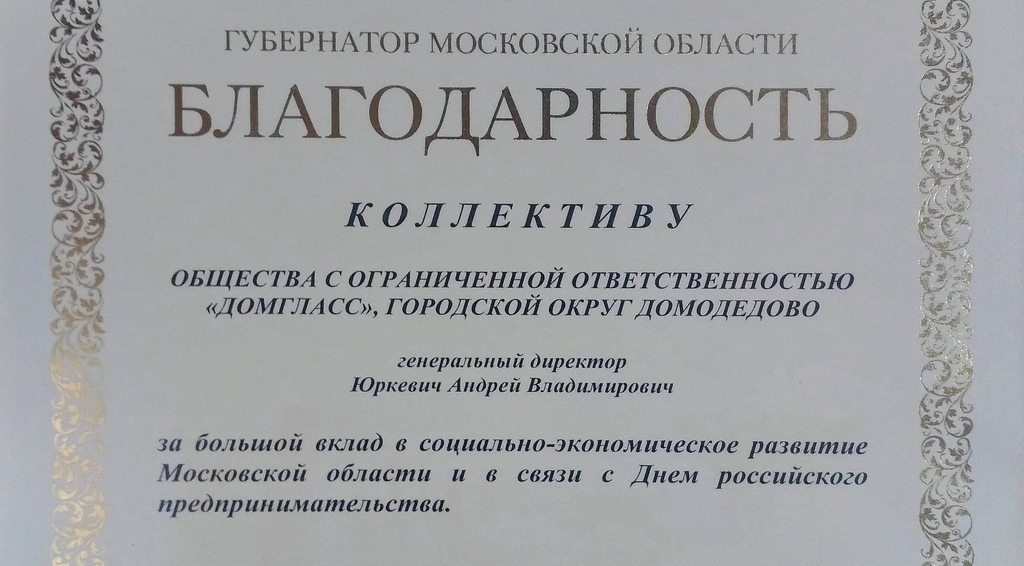 ГУБЕРНАТОР МОСКОВСКОЙ ОБЛАСТИ
БЛАГОДАРНОСТЬ
КОЛЛЕКТИВУ
ОБЩЕСТВА С ОГРАНИЧЕННОЙ ОТВЕТСТВЕННОСТЬЮ
«ДОМГЛАСС», ГОРОДСКОЙ ОКРУГ ДОМОДЕДОВО
генеральный директор
Юркевич Андрей Владимирович
за большой вклад в социально-экономическое развитие
Московской области и в связи с Днем российского
предпринимательства.